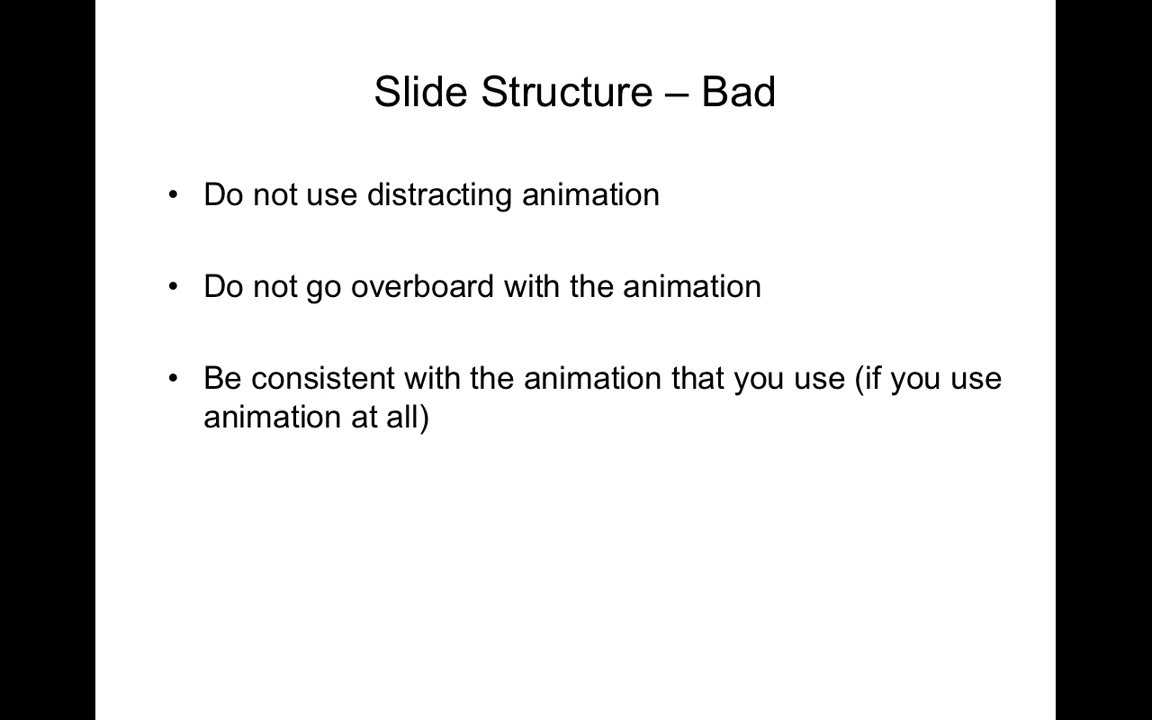 Slide Structure – Bad
• Do not use distracting animation
• Do not go overboard with the animation
• Be consistent with the animation that you use (if you use
animation at all)